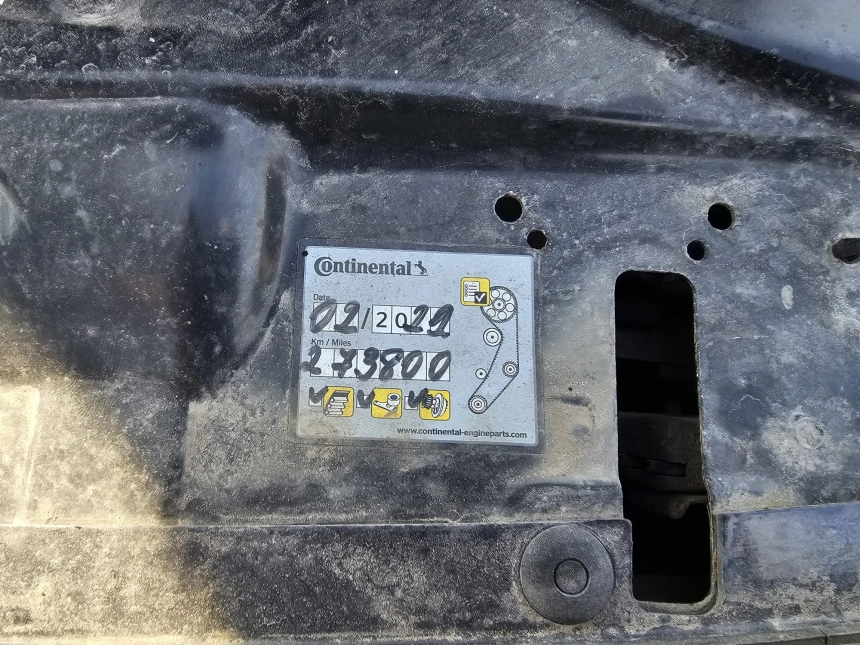 Continental
Date
02/2021
Km / Miles
273800
www.continental-engineparts.com